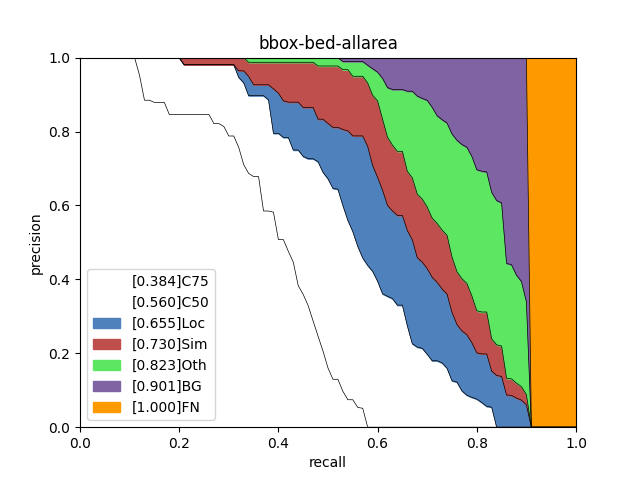 bbox-bed-allarea
precision
1.0
0.8
0.6
0.4
0.2
0.0
[0.384]C75
[0.560]C50
[0.655]Loc
[0.730]Sim
[0.823]Oth
[0.901]BG
[1.000]FN
0.0 0.2 0.4 0.6 0.8 1.0
recall